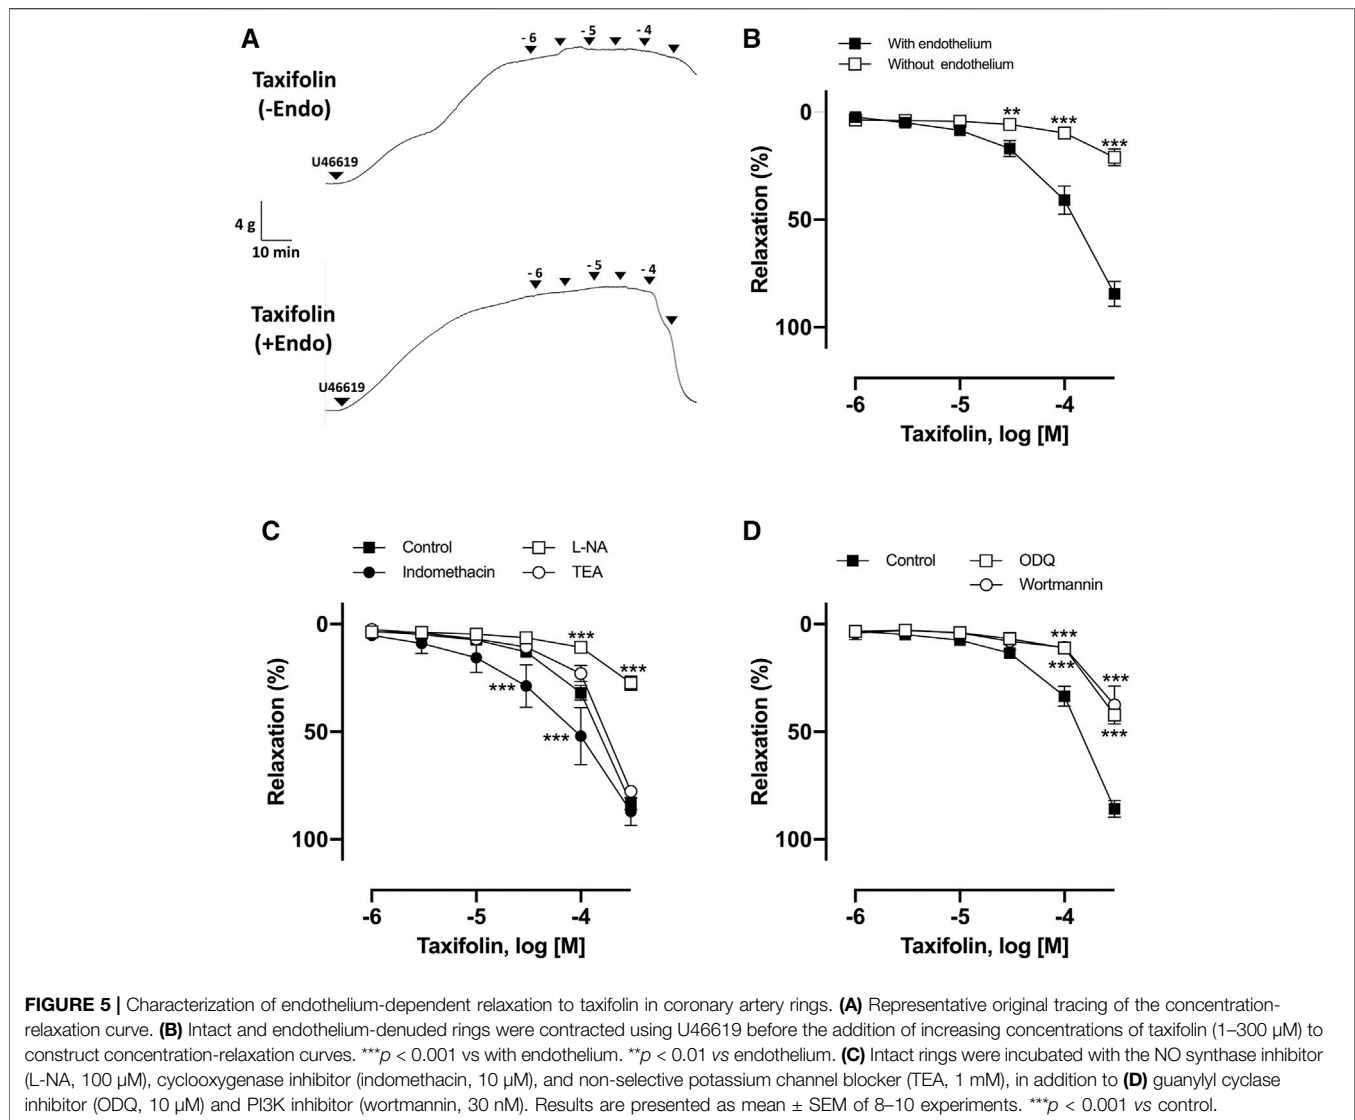 A
Taxifolin
(-Endo)
- 6
- 5
- 4
U46619
4 g
10 min
Taxifolin
(+Endo)
- 6
- 5
- 4
U46619
B
With endothelium
Without endothelium
Relaxation (%)
0
50
100
**
***
***
-6
-5
-4
Taxifolin, log [M]
C
Control
L-NA
Indomethacin
TEA
Relaxation (%)
0
50
100
***
***
***
***
-6
-5
-4
Taxifolin, log [M]
D
Control
ODQ
Wortmannin
Relaxation (%)
0
50
100
***
***
***
***
-6
-5
-4
Taxifolin, log [M]
FIGURE 5 | Characterization of endothelium-dependent relaxation to taxifolin in coronary artery rings. (A) Representative original tracing of the concentration-
relaxation curve. (B) Intact and endothelium-denuded rings were contracted using U46619 before the addition of increasing concentrations of taxifolin (1–300 µM) to
construct concentration-relaxation curves. ***p < 0.001 vs with endothelium. **p < 0.01 vs endothelium. (C) Intact rings were incubated with the NO synthase inhibitor
(L-NA, 100 µM), cyclooxygenase inhibitor (indomethacin, 10 µM), and non-selective potassium channel blocker (TEA, 1 mM), in addition to (D) guanylyl cyclase
inhibitor (ODQ, 10 µM) and PI3K inhibitor (wortmannin, 30 nM). Results are presented as mean ± SEM of 8–10 experiments. ***p < 0.001 vs control.